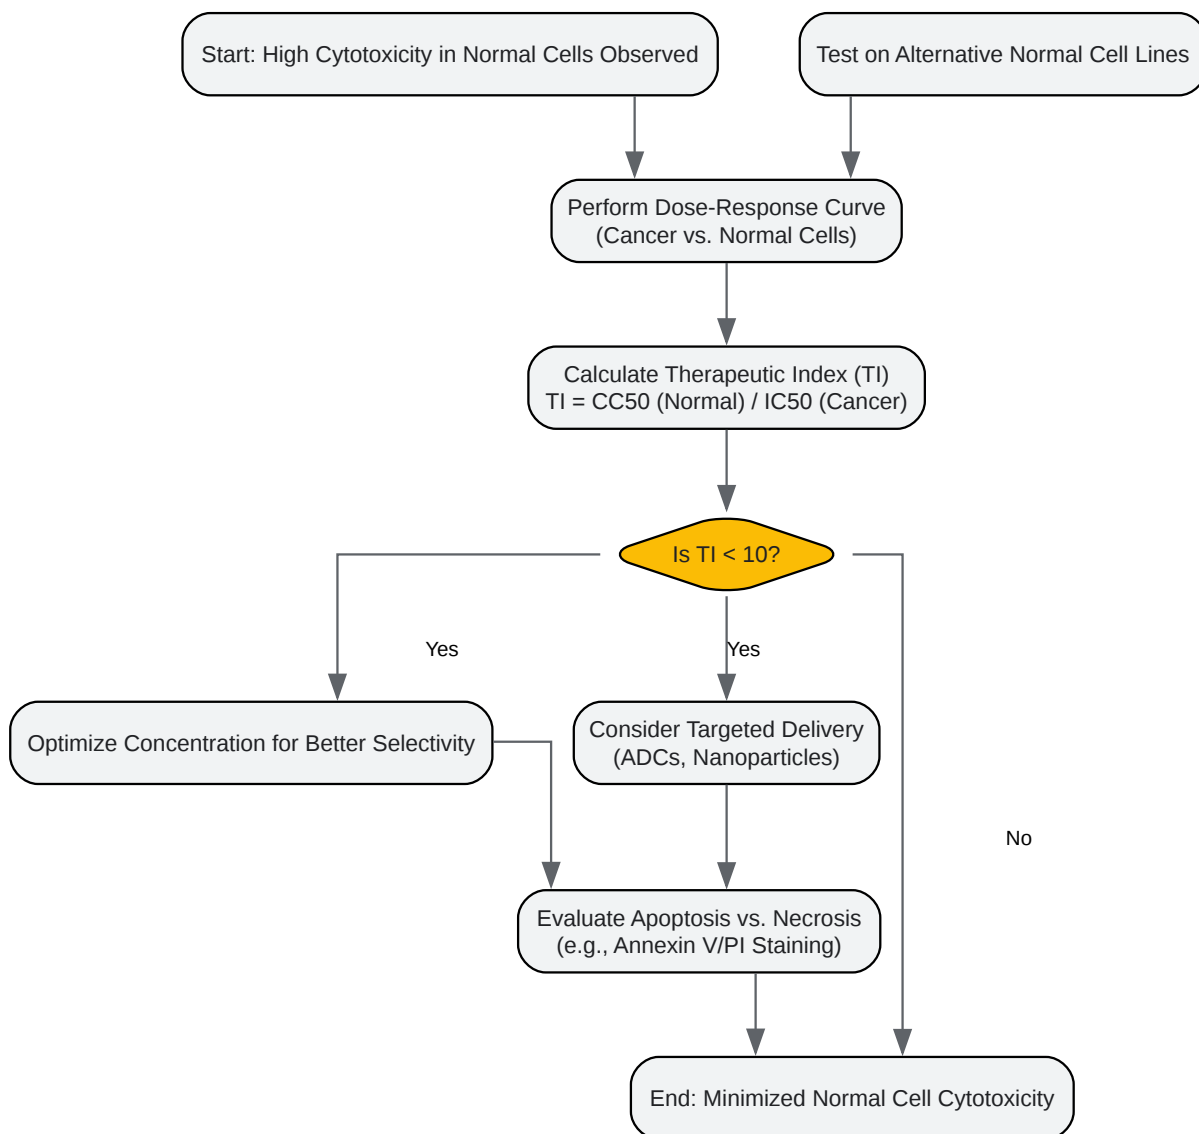 Start: High Cytotoxicity in Normal Cells Observed
Test on Alternative Normal Cell Lines
Perform Dose-Response Curve
(Cancer vs. Normal Cells)
Calculate Therapeutic Index (TI)
TI = CC50 (Normal) / IC50 (Cancer)
Is TI < 10?
Yes
Yes
Optimize Concentration for Better Selectivity
Consider Targeted Delivery
(ADCs, Nanoparticles)
No
Evaluate Apoptosis vs. Necrosis
(e.g., Annexin V/PI Staining)
End: Minimized Normal Cell Cytotoxicity